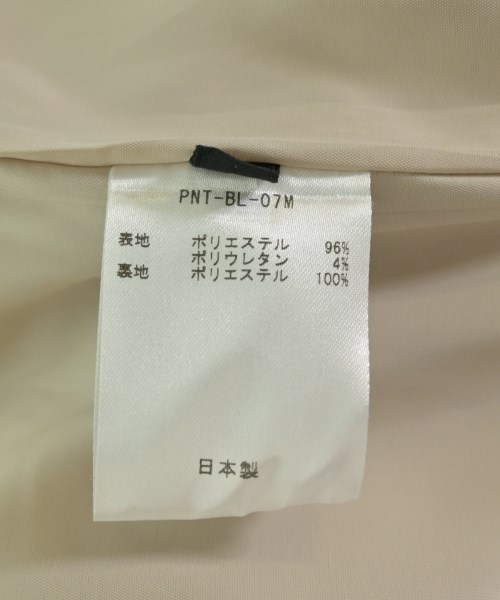 PNT-BL-07M
表地 ポリエステル 96%
ポリウレタン 4%
裏地 ポリエステル 100%
日本製